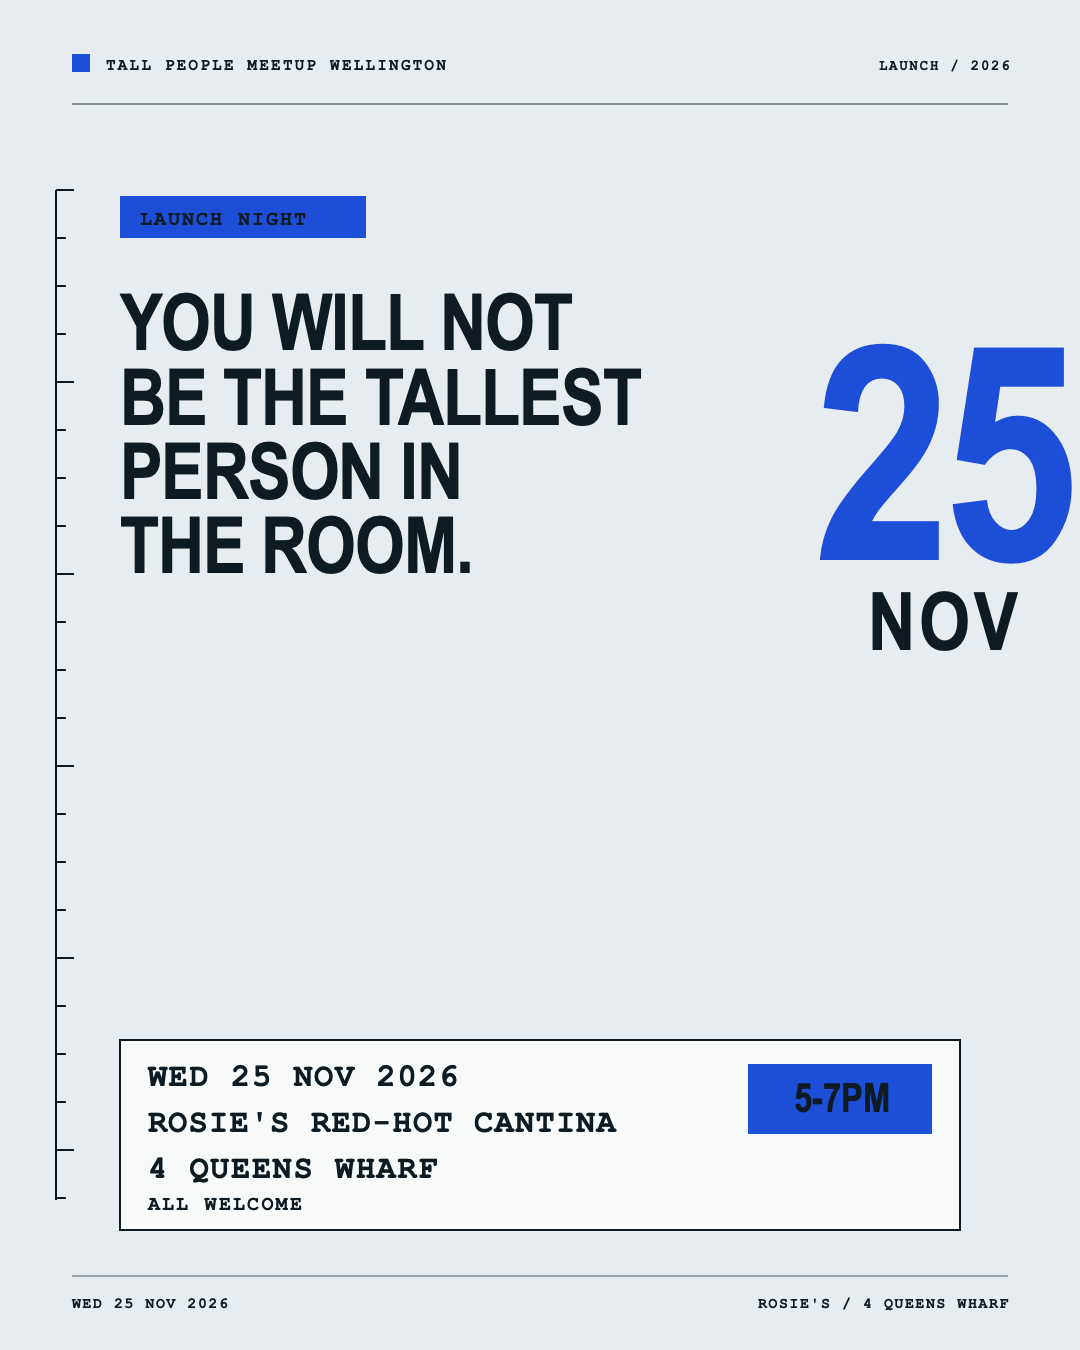 TALL PEOPLE MEETUP WELLINGTON
LAUNCH / 2026
LAUNCH NIGHT
YOU WILL NOT
BE THE TALLEST
PERSON IN
THE ROOM.
25
NOV
WED 25 NOV 2026
ROSIE'S RED-HOT CANTINA
4 QUEENS WHARF
ALL WELCOME
5-7PM
WED 25 NOV 2026
ROSIE'S / 4 QUEENS WHARF